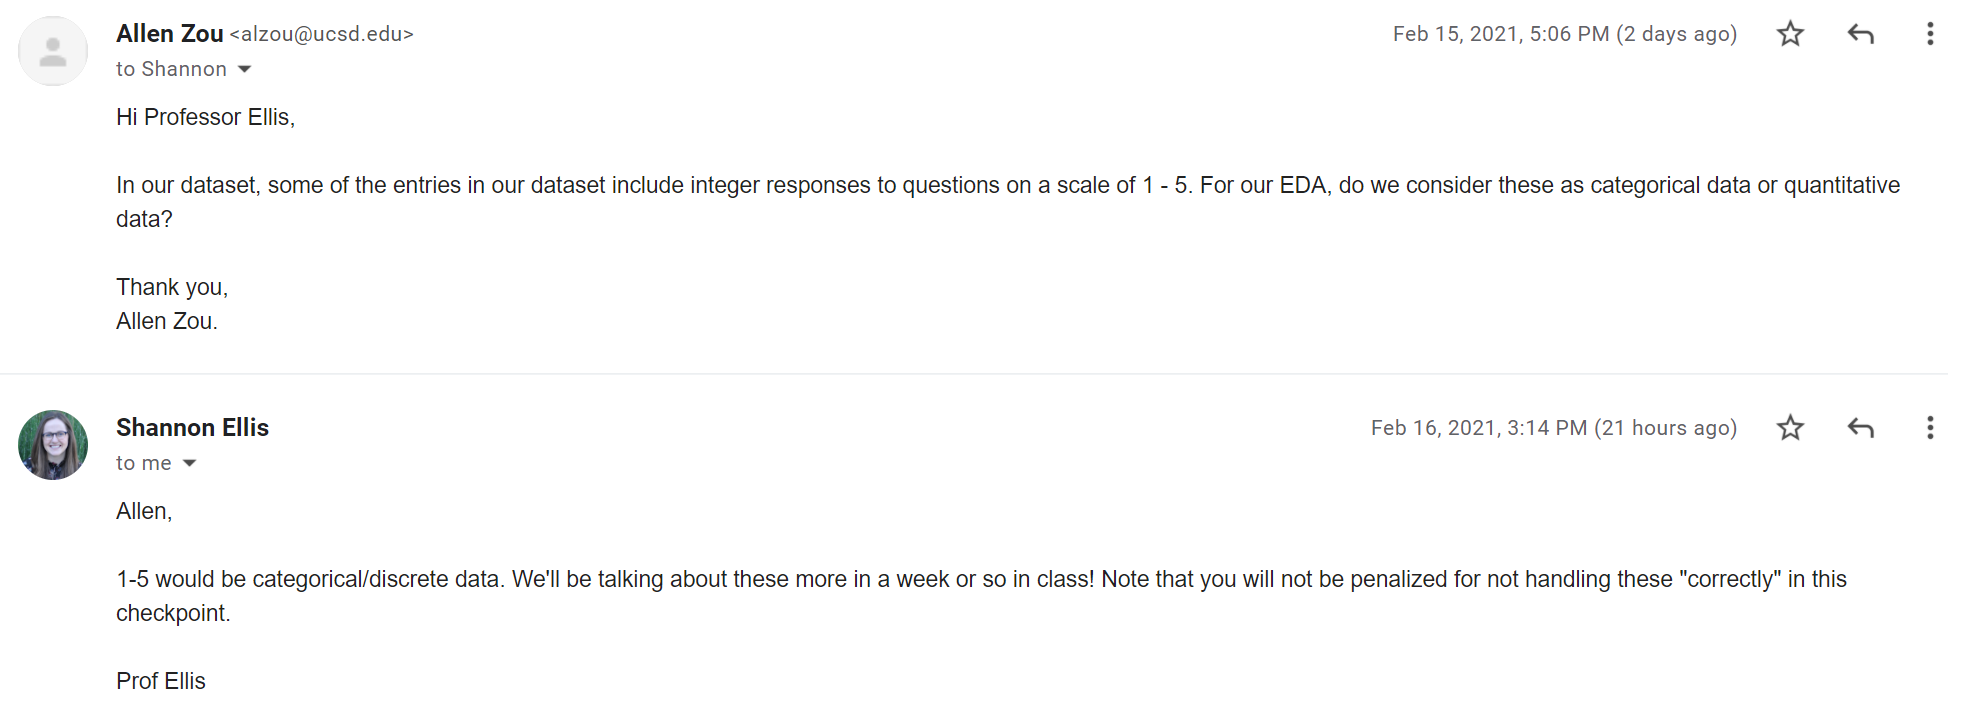 Allen Zou <alzou@ucsd.edu> Feb 15, 2021, 5:06 PM (2 days ago)
to Shannon
Hi Professor Ellis,
In our dataset, some of the entries in our dataset include integer responses to questions on a scale of 1 - 5. For our EDA, do we consider these as categorical data or quantitative
data?
Thank you,
Allen Zou.
Shannon Ellis Feb 16, 2021, 3:14 PM (21 hours ago)
to me
Allen,
1-5 would be categorical/discrete data. We'll be talking about these more in a week or so in class! Note that you will not be penalized for not handling these "correctly" in this
checkpoint.
Prof Ellis